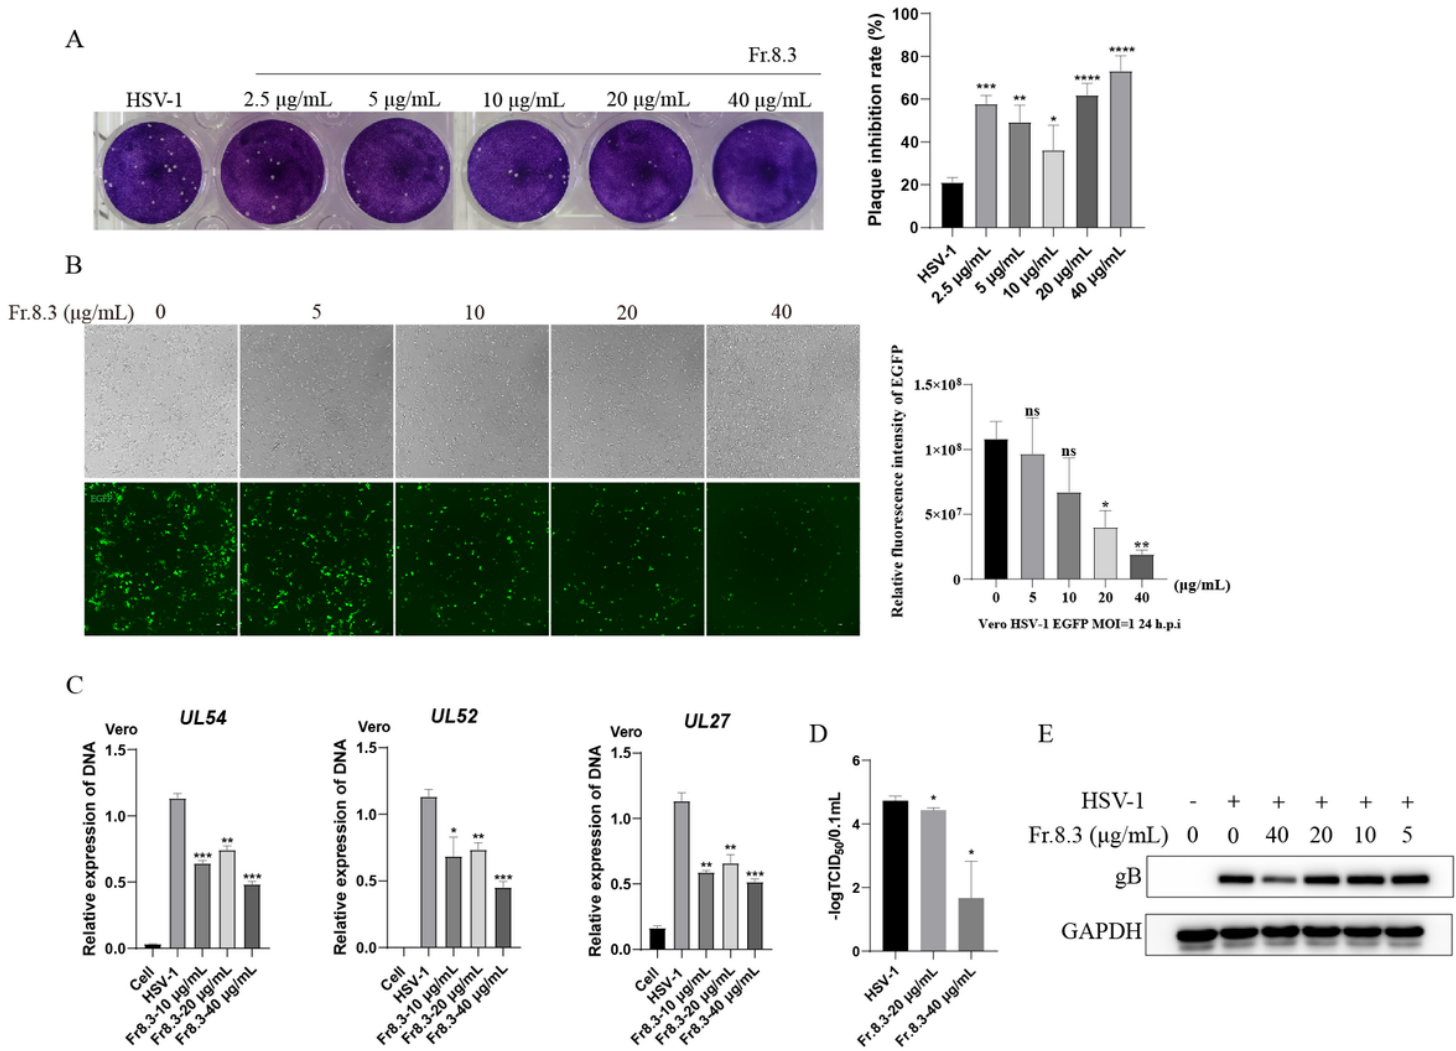 A
Fr.8.3
HSV-1 2.5 μg/mL 5 μg/mL 10 μg/mL 20 μg/mL 40 μg/mL
Plaque inhibition rate (%)
100
80
60
40
20
0
*** ** * **** ****
HSV-1 2.5 μg/mL 5 μg/mL 10 μg/mL 20 μg/mL 40 μg/mL
B
Fr.8.3 (μg/mL) 0 5 10 20 40
EGFP
Relative fluorescence intensity of EGFP
1.5×10⁸
1×10⁸
5×10⁷
0
ns ns * **
0 5 10 20 40 (μg/mL)
Vero HSV-1 EGFP MOI=1 24 h.p.i
C
Vero UL54
Relative expression of DNA
1.5
1.0
0.5
0.0
*** ** ***
Cell HSV-1 Fr8.3-10 μg/mL Fr8.3-20 μg/mL Fr8.3-40 μg/mL
Vero UL52
Relative expression of DNA
1.5
1.0
0.5
0.0
* ** ***
Cell HSV-1 Fr8.3-10 μg/mL Fr8.3-20 μg/mL Fr8.3-40 μg/mL
Vero UL27
Relative expression of DNA
1.5
1.0
0.5
0.0
** ** ***
Cell HSV-1 Fr8.3-10 μg/mL Fr8.3-20 μg/mL Fr8.3-40 μg/mL
D
-logTCID₅₀/0.1mL
6
4
2
0
* *
HSV-1 Fr.8.3-20 μg/mL Fr.8.3-40 μg/mL
E
HSV-1 - + + + + +
Fr.8.3 (μg/mL) 0 0 40 20 10 5
gB
GAPDH